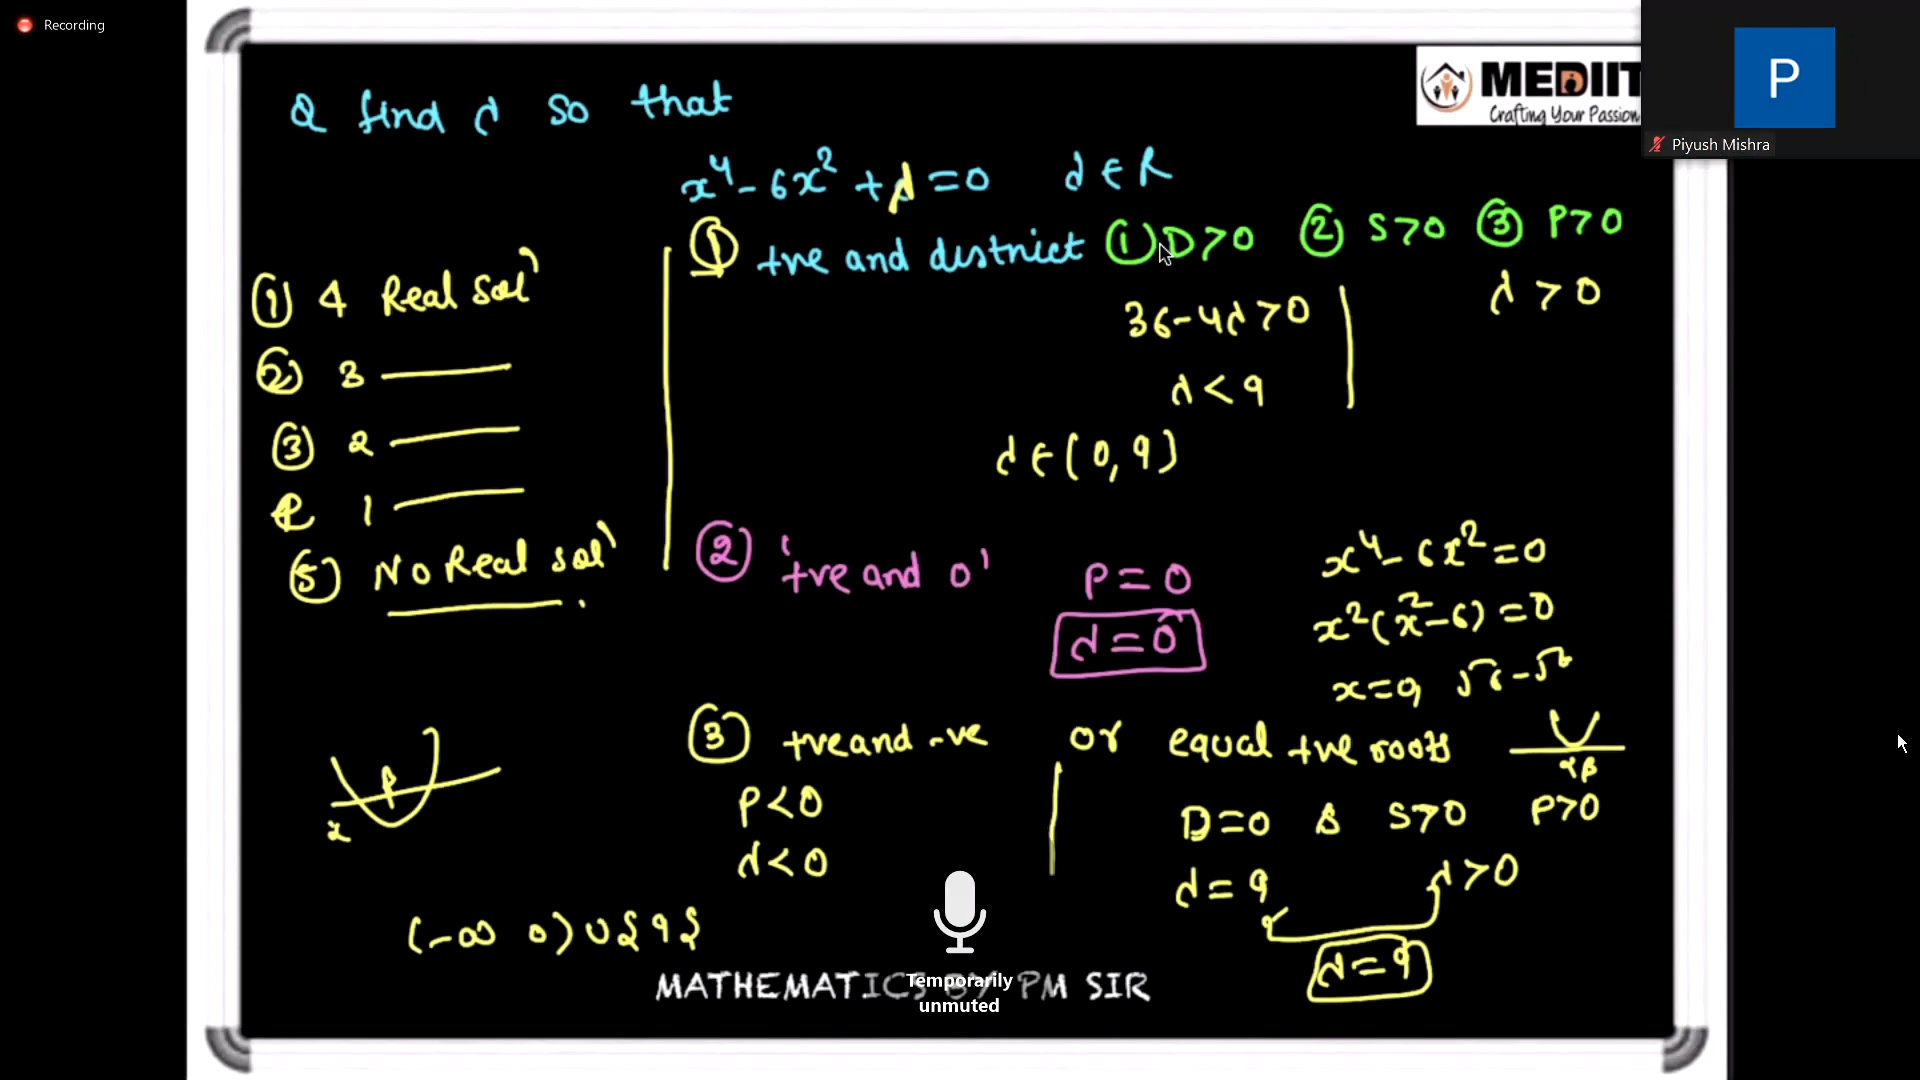 Recording
MEDIIT
Crafting Your Passion
P
Piyush Mishra
Q find λ so that
x⁴ - 6x² + λ = 0 λ ∈ R
① 4 Real Solⁿ
② 3 ———
③ 2 ———
④ 1 ———
⑤ No Real Solⁿ
① +ve and district ① D > 0 ② S > 0 ③ P > 0
36 - 4λ > 0
λ > 0
λ < 9
λ ∈ (0, 9)
② '+ve and 0' P = 0
λ = 0
x⁴ - 6x² = 0
x²(x² - 6) = 0
x = 0, √6 - √6
③ +ve and -ve or equal +ve roots
α β
P < 0
D = 0 & S > 0 P > 0
λ < 0
λ = 9 λ > 0
λ = 9
(-∞ 0) ∪ {9}
MATHEMATICS BY PM SIR
Temporarily
unmuted